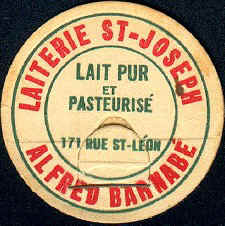 LAITERIE ST-JOSEPH
LAIT PUR
ET
PASTEURISÉ
171 RUE ST-LÉON
ALFRED BARNABÉ